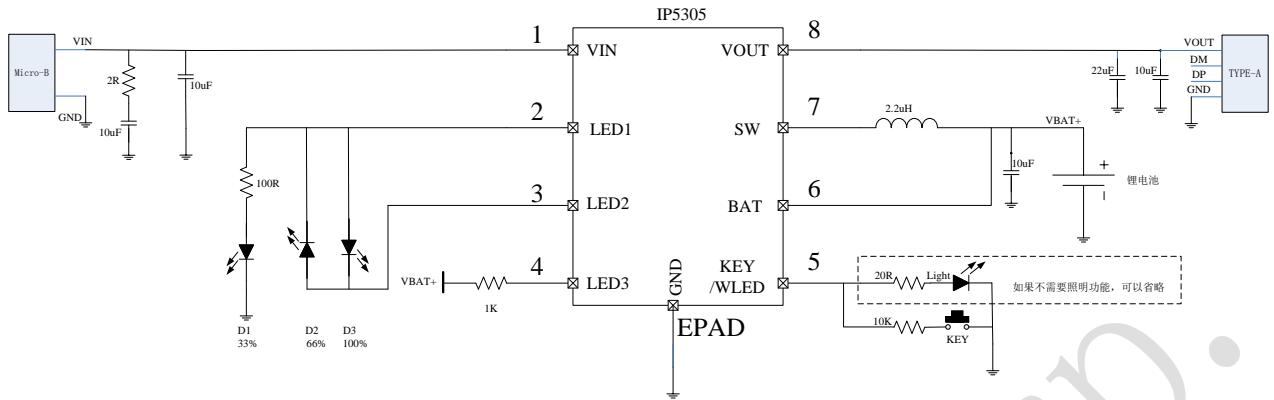 IP5305
Micro-B
VIN
GND
2R
10uF
10uF
1
VIN
2
LED1
3
LED2
4
LED3
100R
VBAT+
1K
D1
33%
D2
66%
D3
100%
GND
EPAD
VOUT
8
SW
7
BAT
6
KEY
/WLED
5
22uF
10uF
VOUT
DM
DP
GND
TYPE-A
2.2uH
VBAT+
10uF
+
锂电池
20R
Light
如果不需要照明功能，可以省略
10K
KEY